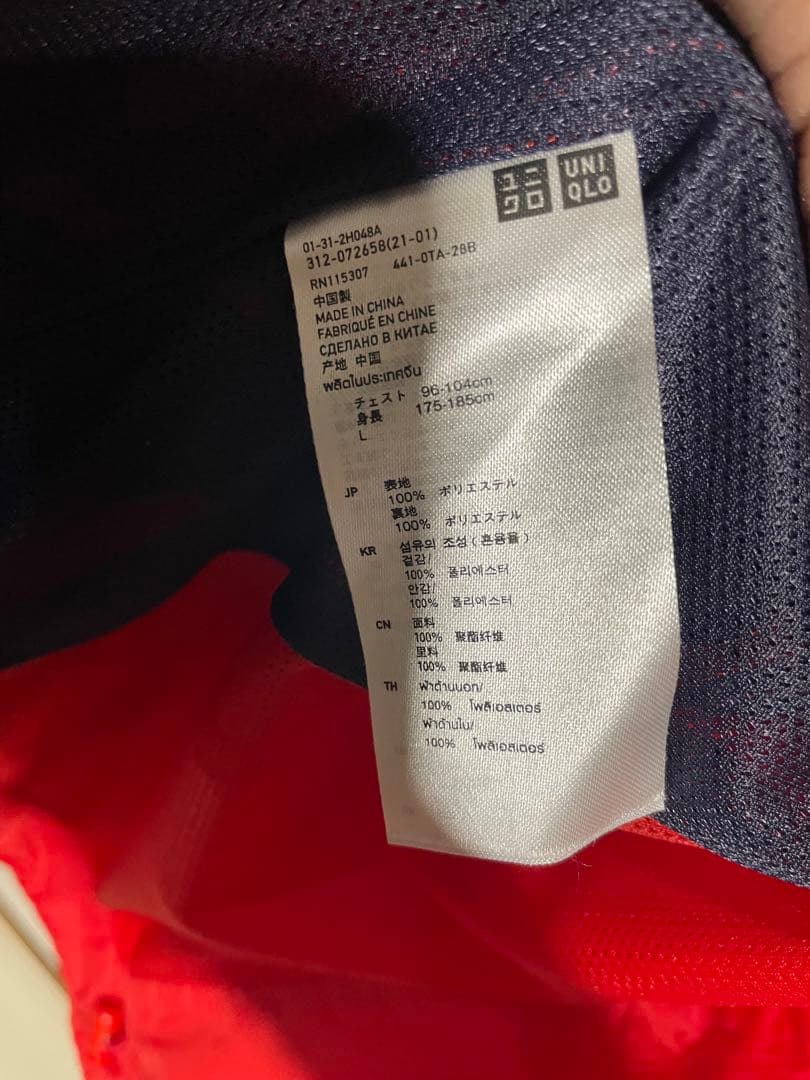 ユニクロ
UNIQLO
01-31-2H048A
312-072658(21-01)
RN115307 441-0TA-28B
中国製
MADE IN CHINA
FABRIQUÉ EN CHINE
СДЕЛАНО В КИТАЕ
产地 中国
ผลิตในประเทศจีน
チェスト 96-104cm
身長 175-185cm
L
JP 表地
100% ポリエステル
裏地
100% ポリエステル
KR 섬유의 조성 ( 혼용율 )
겉감/
100% 폴리에스터
안감/
100% 폴리에스터
CN 面料
100% 聚酯纤维
里料
100% 聚酯纤维
TH ผ้าด้านนอก/
100% โพลีเอสเตอร์
ผ้าด้านใน/
100% โพลีเอสเตอร์